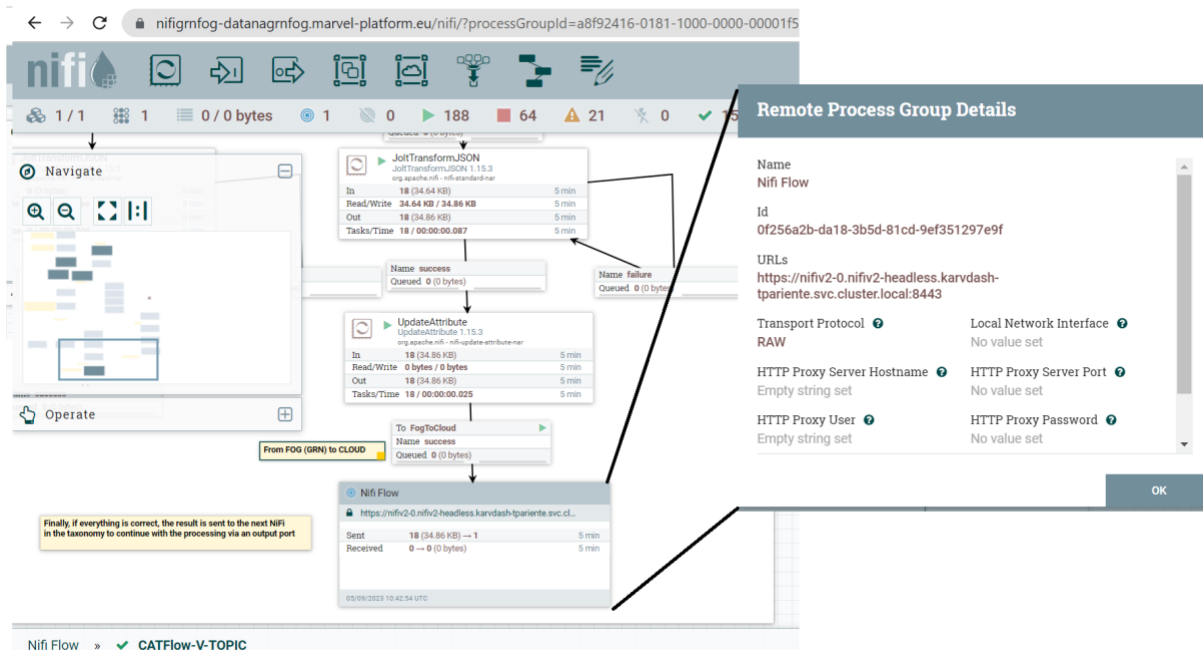 nifigrnfog-datanagrnfog.marvel-platform.eu/nifi/?processGroupId=a8f92416-0181-1000-0000-00001f5
nifi
1 / 1 1 0 / 0 bytes 1 0 188 64 21 0 15
Navigate
Operate
JoltTransformJSON
JoltTransformJSON 1.15.3
org.apache.nifi - nifi-standard-nar
In 18 (34.64 KB) 5 min
Read/Write 34.64 KB / 34.86 KB 5 min
Out 18 (34.86 KB) 5 min
Tasks/Time 18 / 00:00:00.087 5 min
Name success
Queued 0 (0 bytes)
Name failure
Queued 0 (0 bytes)
UpdateAttribute
UpdateAttribute 1.15.3
org.apache.nifi - nifi-update-attribute-nar
In 18 (34.86 KB) 5 min
Read/Write 0 bytes / 0 bytes 5 min
Out 18 (34.86 KB) 5 min
Tasks/Time 18 / 00:00:00.025 5 min
To FogToCloud
Name success
Queued 0 (0 bytes)
From FOG (GRN) to CLOUD
Finally, if everything is correct, the result is sent to the next NiFi
in the taxonomy to continue with the processing via an output port
Nifi Flow
https://nifiv2-0.nifiv2-headless.karvdash-tpariente.svc.cl...
Sent 18 (34.86 KB) → 1 5 min
Received 0 → 0 (0 bytes) 5 min
05/09/2023 10:42:54 UTC
Nifi Flow » CATFlow-V-TOPIC
Remote Process Group Details
Name
Nifi Flow
Id
0f256a2b-da18-3b5d-81cd-9ef351297e9f
URLs
https://nifiv2-0.nifiv2-headless.karvdash-
tpariente.svc.cluster.local:8443
Transport Protocol Local Network Interface
RAW No value set
HTTP Proxy Server Hostname HTTP Proxy Server Port
Empty string set No value set
HTTP Proxy User HTTP Proxy Password
Empty string set No value set
OK